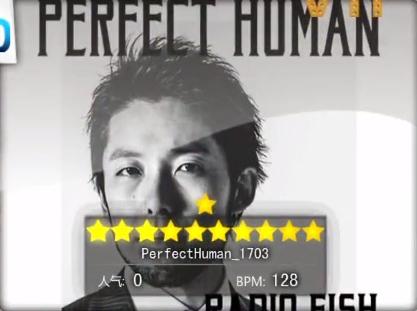 PERFECT HUMAN
PerfectHuman_1703
人气: 0 BPM: 128
RADIO FISH